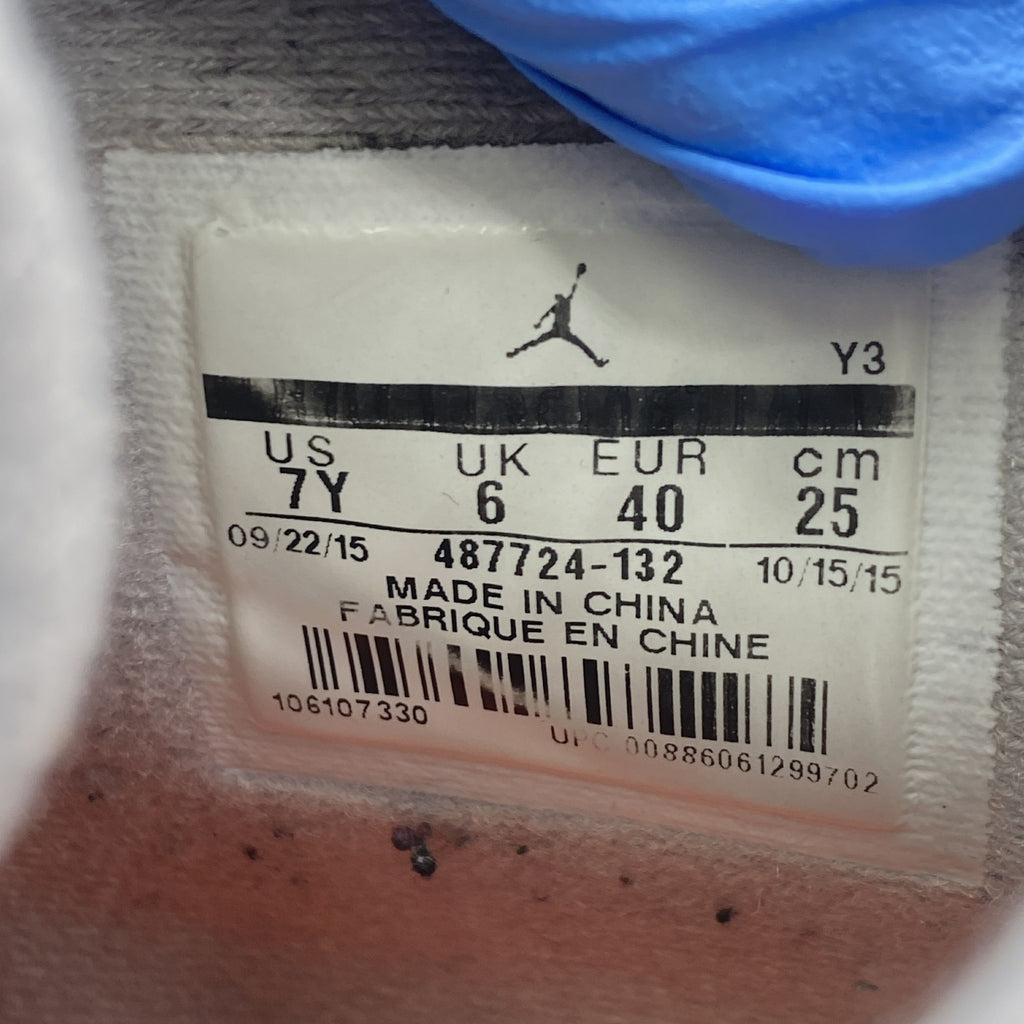 Y3
US UK EUR cm
7Y 6 40 25
09/22/15 487724-132 10/15/15
MADE IN CHINA
FABRIQUE EN CHINE
106107330
UPC 00886061299702